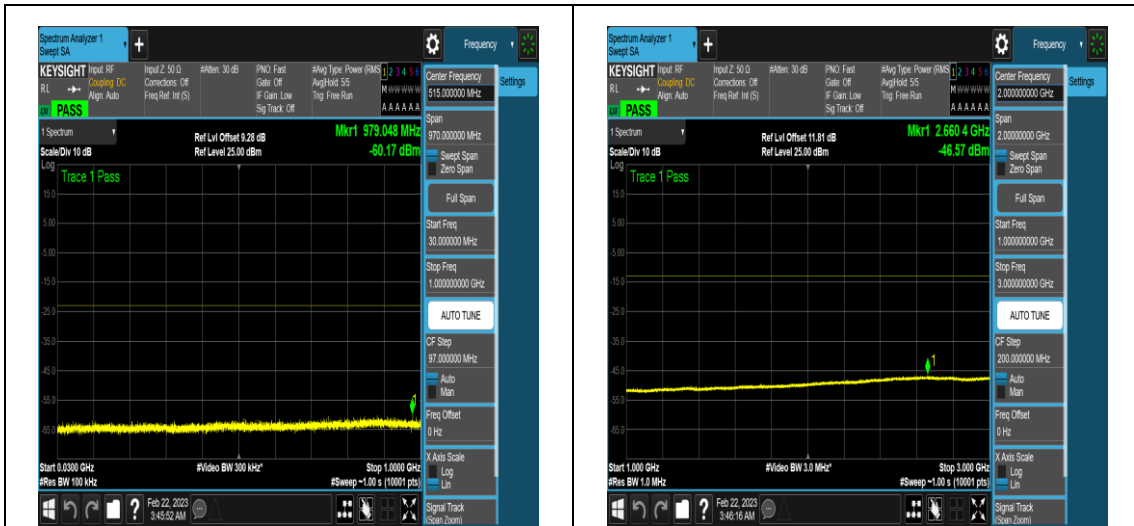 Spectrum Analyzer 1
Swept SA
+
Frequency
KEYSIGHT
RL
Input: RF
Coupling: DC
Align: Auto
Input Z: 50 Ω
Corrections: Off
Freq Ref: Int (S)
#Atten: 30 dB
PNO: Fast
Gate: Off
IF Gain: Low
Sig Track: Off
#Avg Type: Power (RMS
Avg|Hold: 5/5
Trig: Free Run
1 2 3 4 5 6
M W W W W W
A A A A A A
PASS
1 Spectrum
Scale/Div 10 dB
Ref Lvl Offset 9.28 dB
Ref Level 25.00 dBm
Mkr1 979.048 MHz
-60.17 dBm
Log
Trace 1 Pass
15.0
5.00
-5.00
-15.0
-25.0
-35.0
-45.0
-55.0
-65.0
1
Start 0.0300 GHz
#Res BW 100 kHz
#Video BW 300 kHz*
Stop 1.0000 GHz
#Sweep ~1.00 s (10001 pts)
Center Frequency
515.000000 MHz
Settings
Span
970.000000 MHz
Swept Span
Zero Span
Full Span
Start Freq
30.000000 MHz
Stop Freq
1.000000000 GHz
AUTO TUNE
CF Step
97.000000 MHz
Auto
Man
Freq Offset
0 Hz
X Axis Scale
Log
Lin
Signal Track
(Span Zoom)
?
Feb 22, 2023
3:45:52 AM
Spectrum Analyzer 1
Swept SA
+
Frequency
KEYSIGHT
RL
Input: RF
Coupling: DC
Align: Auto
Input Z: 50 Ω
Corrections: Off
Freq Ref: Int (S)
#Atten: 30 dB
PNO: Fast
Gate: Off
IF Gain: Low
Sig Track: Off
#Avg Type: Power (RMS
Avg|Hold: 5/5
Trig: Free Run
1 2 3 4 5 6
M W W W W W
A A A A A A
PASS
1 Spectrum
Scale/Div 10 dB
Ref Lvl Offset 11.81 dB
Ref Level 25.00 dBm
Mkr1 2.660 4 GHz
-46.57 dBm
Log
Trace 1 Pass
15.0
5.00
-5.00
-15.0
-25.0
-35.0
-45.0
-55.0
-65.0
1
Start 1.000 GHz
#Res BW 1.0 MHz
#Video BW 3.0 MHz*
Stop 3.000 GHz
#Sweep ~1.00 s (10001 pts)
Center Frequency
2.000000000 GHz
Settings
Span
2.00000000 GHz
Swept Span
Zero Span
Full Span
Start Freq
1.000000000 GHz
Stop Freq
3.000000000 GHz
AUTO TUNE
CF Step
200.000000 MHz
Auto
Man
Freq Offset
0 Hz
X Axis Scale
Log
Lin
Signal Track
(Span Zoom)
?
Feb 22, 2023
3:46:16 AM